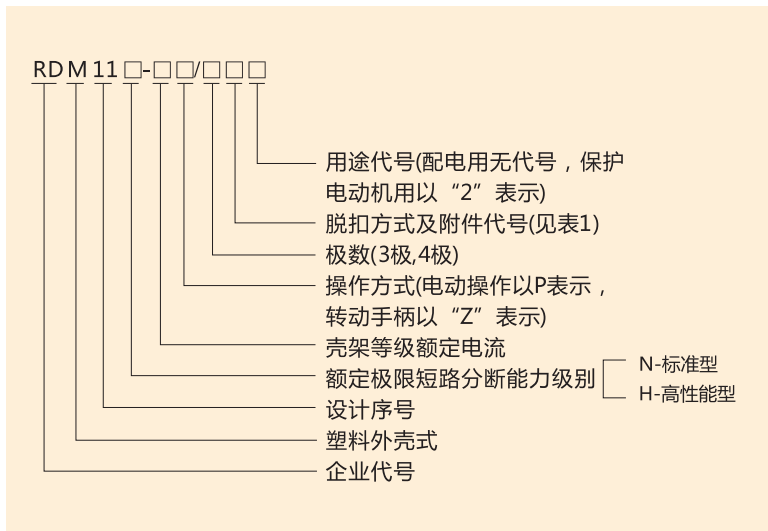 RDM11□-□□/□□□
用途代号(配电用无代号，保护
电动机用以“2”表示)
脱扣方式及附件代号(见表1)
极数(3极,4极)
操作方式(电动操作以P表示，
转动手柄以“Z”表示)
壳架等级额定电流
额定极限短路分断能力级别
N-标准型
H-高性能型
设计序号
塑料外壳式
企业代号